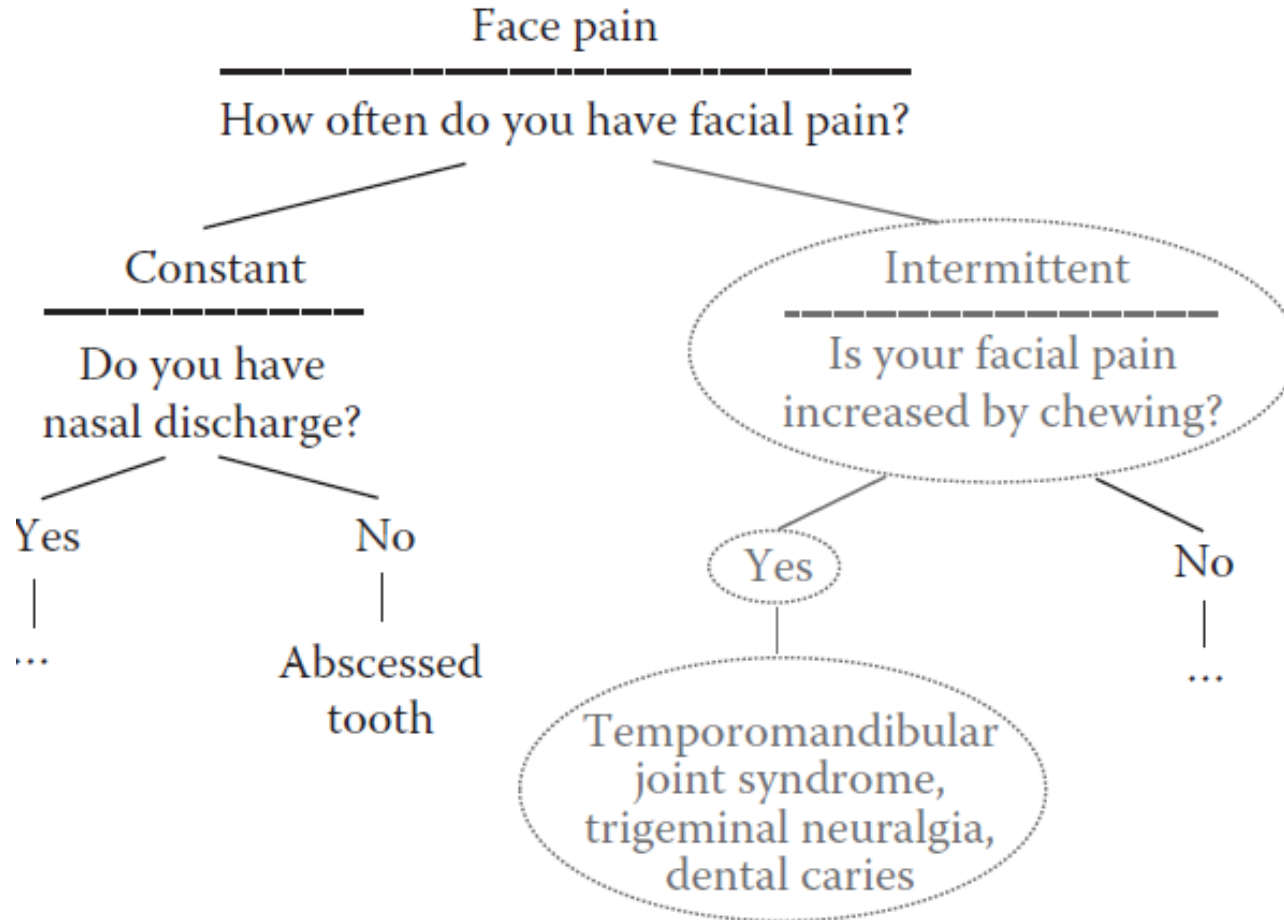 Face pain
How often do you have facial pain?
Constant
Do you have
nasal discharge?
Intermittent
Is your facial pain
increased by chewing?
Yes
No
Yes
No
...
Abscessed
tooth
...
Temporomandibular
joint syndrome,
trigeminal neuralgia,
dental caries